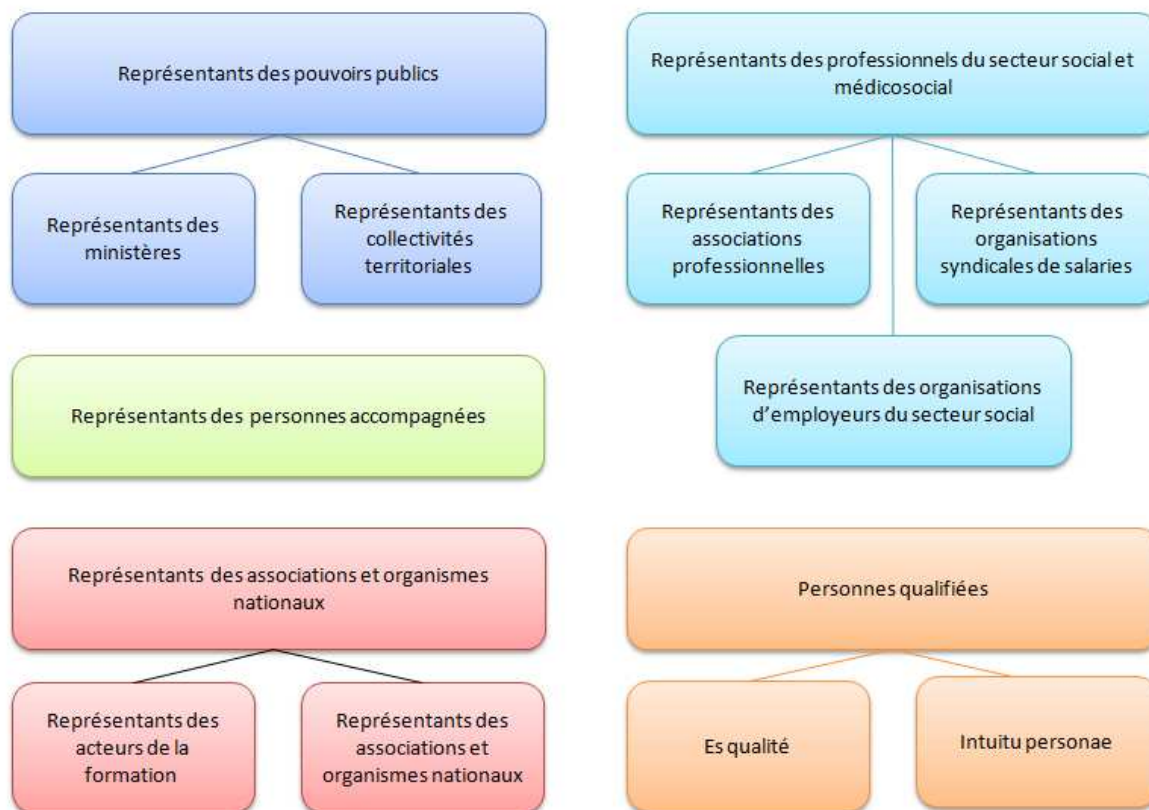 Représentants des pouvoirs publics
Représentants des
ministères
Représentants des
collectivités
territoriales
Représentants des professionnels du secteur social et
médicosocial
Représentants des
associations
professionnelles
Représentants des
organisations
syndicales de salaries
Représentants des organisations
d’employeurs du secteur social
Représentants des personnes accompagnées
Représentants des associations et organismes
nationaux
Représentants des
acteurs de la
formation
Représentants des
associations et
organismes nationaux
Personnes qualifiées
Es qualité
Intuitu personae